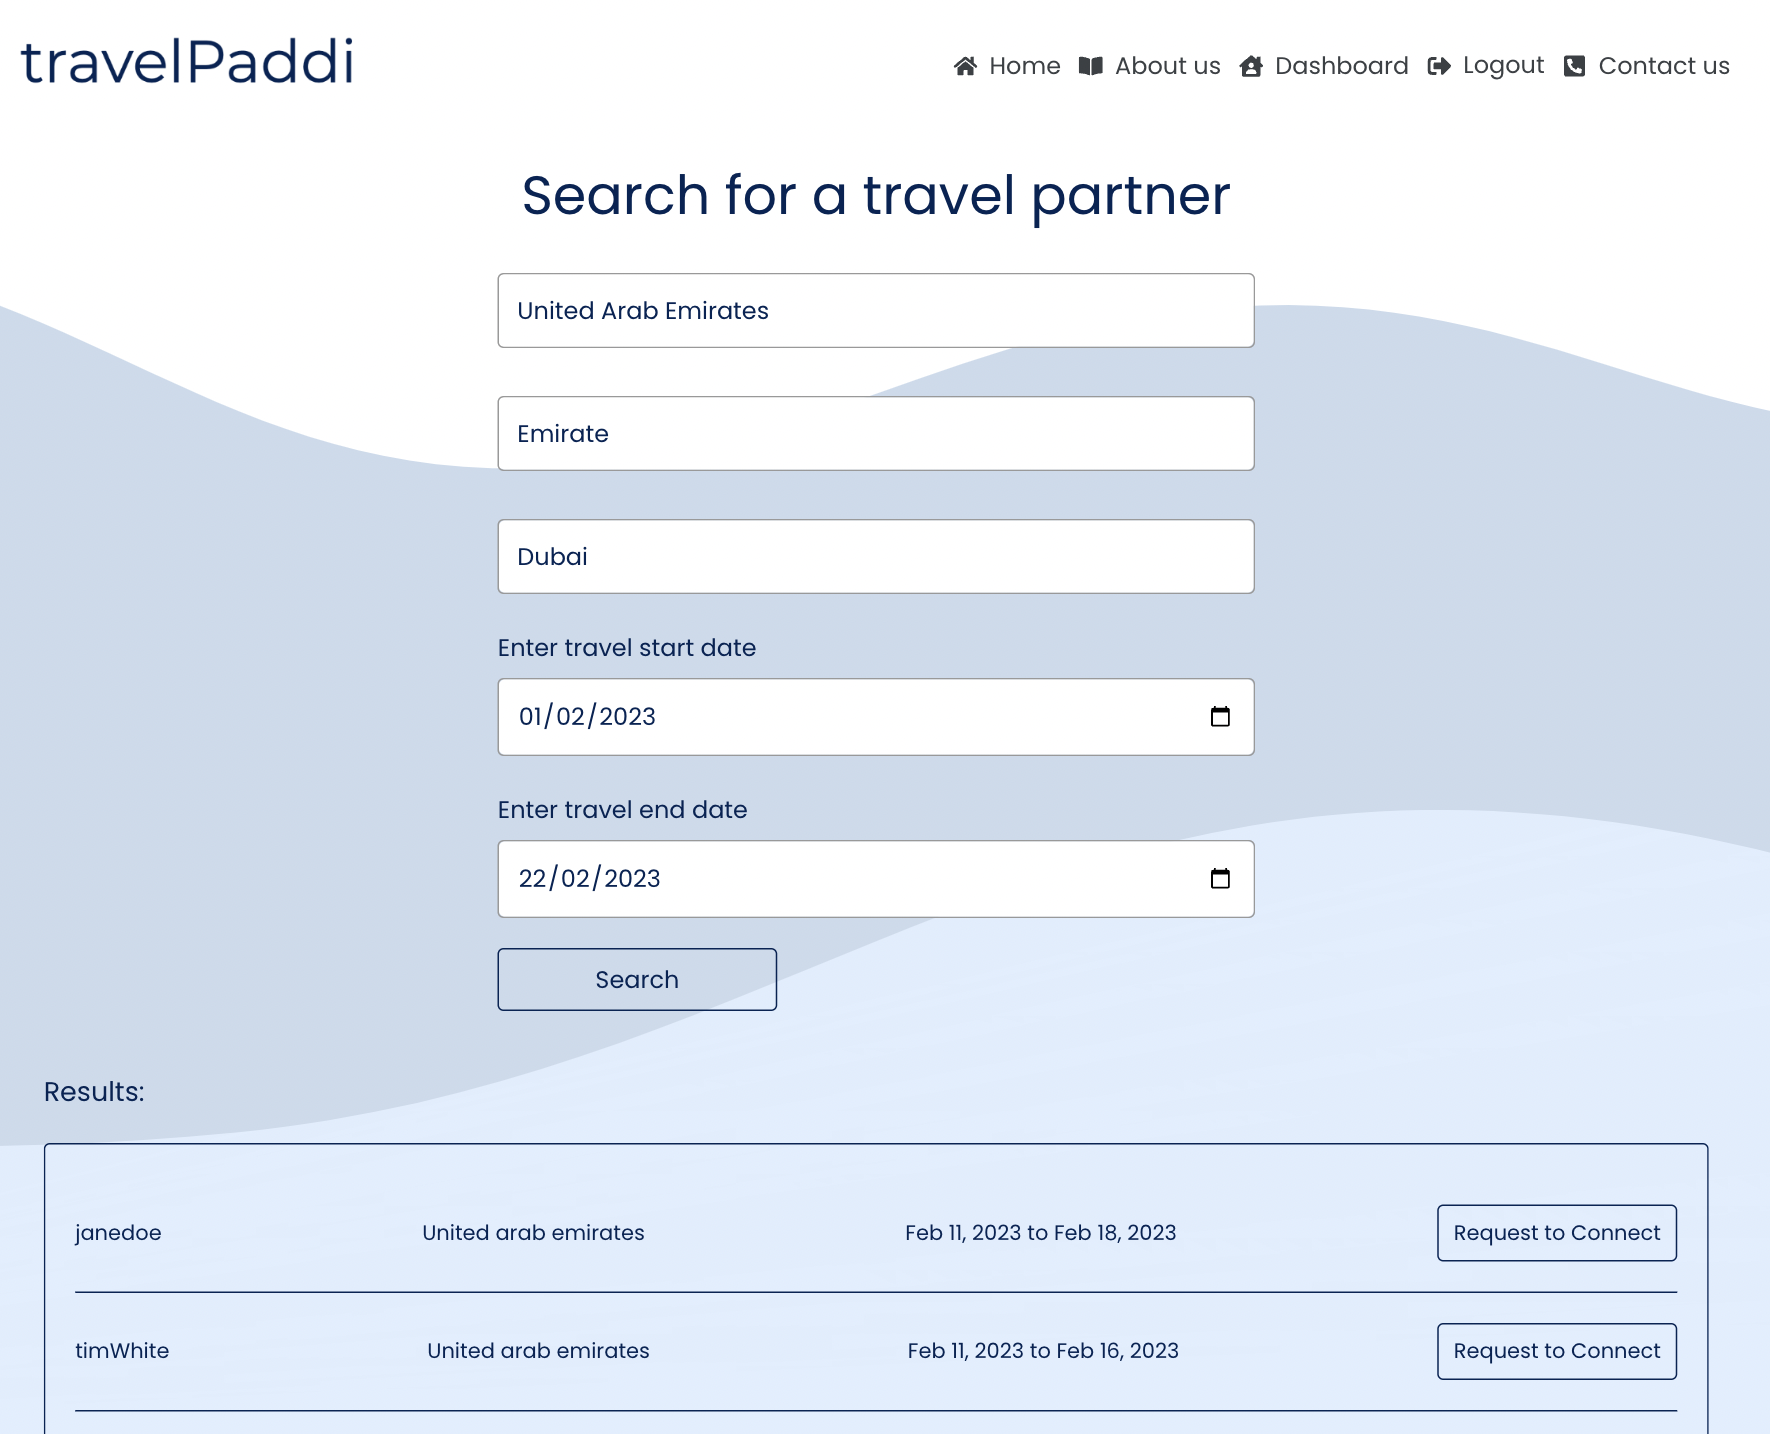 travelPaddi
Home About us Dashboard Logout Contact us
Search for a travel partner
United Arab Emirates
Emirate
Dubai
Enter travel start date
01/02/2023
Enter travel end date
22/02/2023
Search
Results:
janedoe United arab emirates Feb 11, 2023 to Feb 18, 2023 Request to Connect
timWhite United arab emirates Feb 11, 2023 to Feb 16, 2023 Request to Connect